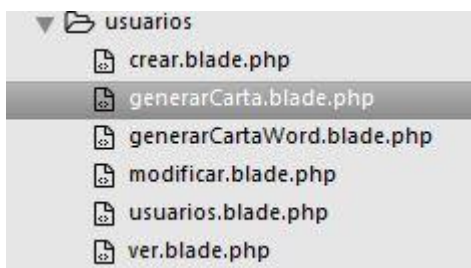 usuarios
crear.blade.php
generarCarta.blade.php
generarCartaWord.blade.php
modificar.blade.php
usuarios.blade.php
ver.blade.php